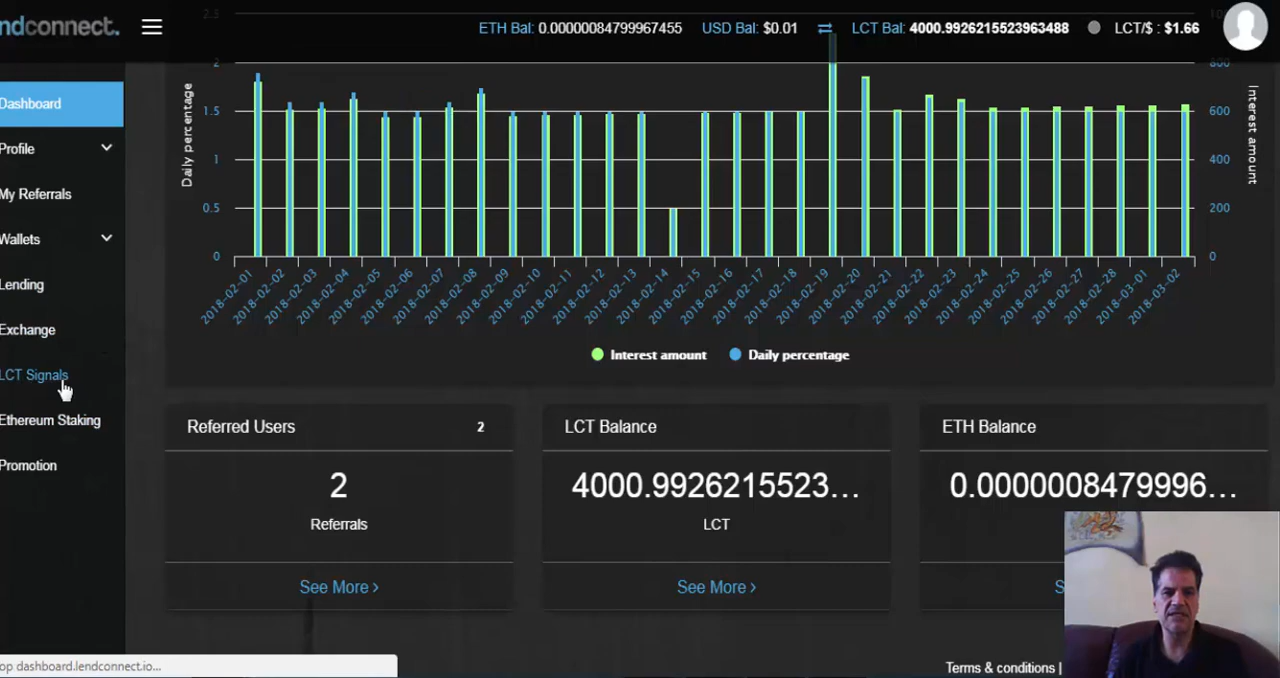 ndconnect.
ETH Bal: 0.00000084799967455 USD Bal: $0.01 LCT Bal: 4000.9926215523963488 LCT/$ : $1.66
Dashboard
Profile
My Referrals
Wallets
Lending
Exchange
LCT Signals
Ethereum Staking
Promotion
2.5
2
1.5
1
0.5
0
Daily percentage
800
600
400
200
0
Interest amount
2018-02-01 2018-02-02 2018-02-03 2018-02-04 2018-02-05 2018-02-06 2018-02-07 2018-02-08 2018-02-09 2018-02-10 2018-02-11 2018-02-12 2018-02-13 2018-02-14 2018-02-15 2018-02-16 2018-02-17 2018-02-18 2018-02-19 2018-02-20 2018-02-21 2018-02-22 2018-02-23 2018-02-24 2018-02-25 2018-02-26 2018-02-27 2018-02-28 2018-03-01 2018-03-02
Interest amount Daily percentage
Referred Users 2
2
Referrals
See More ›
LCT Balance
4000.9926215523...
LCT
See More ›
ETH Balance
0.0000008479996...
S
Terms & conditions |
op dashboard.lendconnect.io...